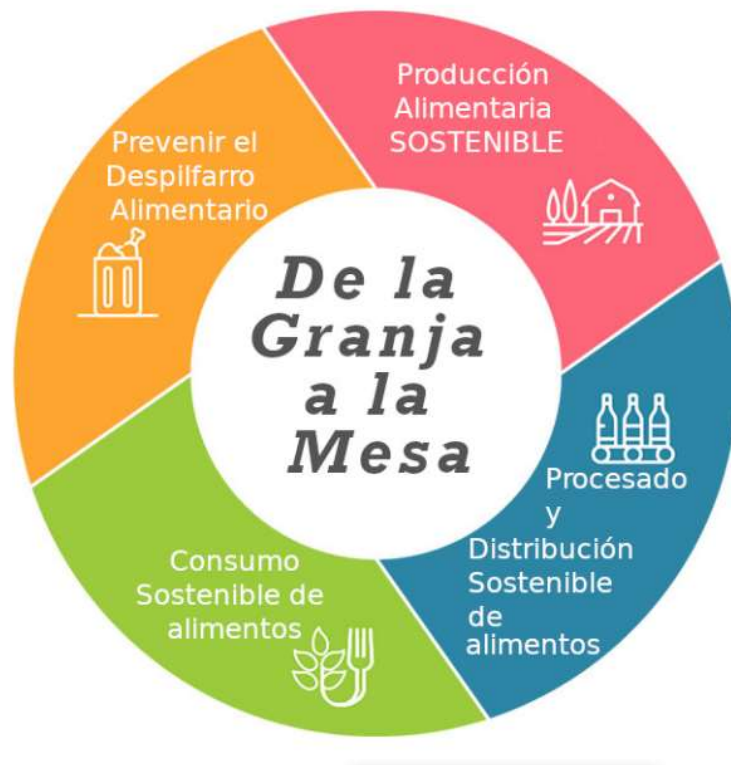 De la
Granja
a la
Mesa
Producción
Alimentaria
SOSTENIBLE
Procesado
y
Distribución
Sostenible
de
alimentos
Consumo
Sostenible de
alimentos
Prevenir el
Despilfarro
Alimentario